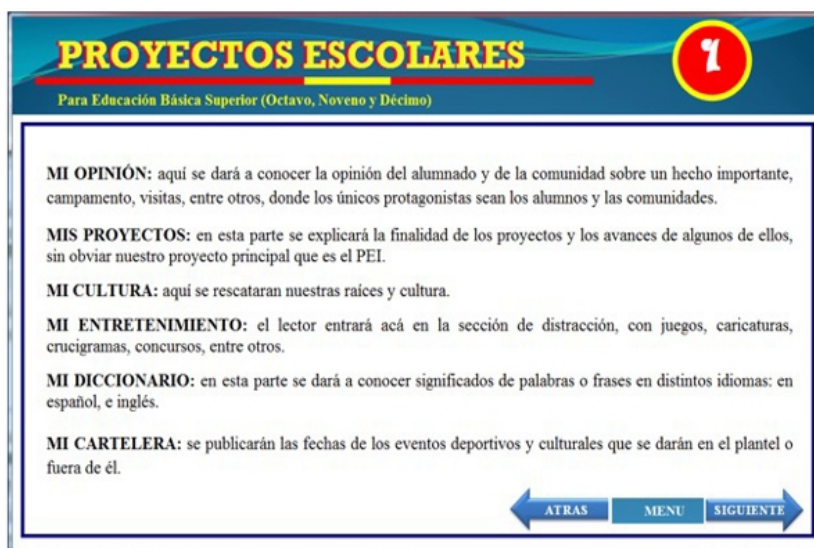 PROYECTOS ESCOLARES
1
Para Educación Básica Superior (Octavo, Noveno y Décimo)
MI OPINIÓN: aquí se dará a conocer la opinión del alumnado y de la comunidad sobre un hecho importante,
campamento, visitas, entre otros, donde los únicos protagonistas sean los alumnos y las comunidades.
MIS PROYECTOS: en esta parte se explicará la finalidad de los proyectos y los avances de algunos de ellos,
sin obviar nuestro proyecto principal que es el PEI.
MI CULTURA: aquí se rescataran nuestras raíces y cultura.
MI ENTRETENIMIENTO: el lector entrará acá en la sección de distracción, con juegos, caricaturas,
crucigramas, concursos, entre otros.
MI DICCIONARIO: en esta parte se dará a conocer significados de palabras o frases en distintos idiomas: en
español, e inglés.
MI CARTELERA: se publicarán las fechas de los eventos deportivos y culturales que se darán en el plantel o
fuera de él.
ATRAS MENU SIGUIENTE